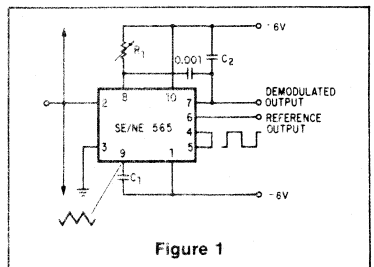 - 6V
R1
C2
0.001
8
10
7
DEMODULATED
OUTPUT
2
6
REFERENCE
OUTPUT
SE/NE 565
4
3
5
9
1
C1
- 6V
Figure 1